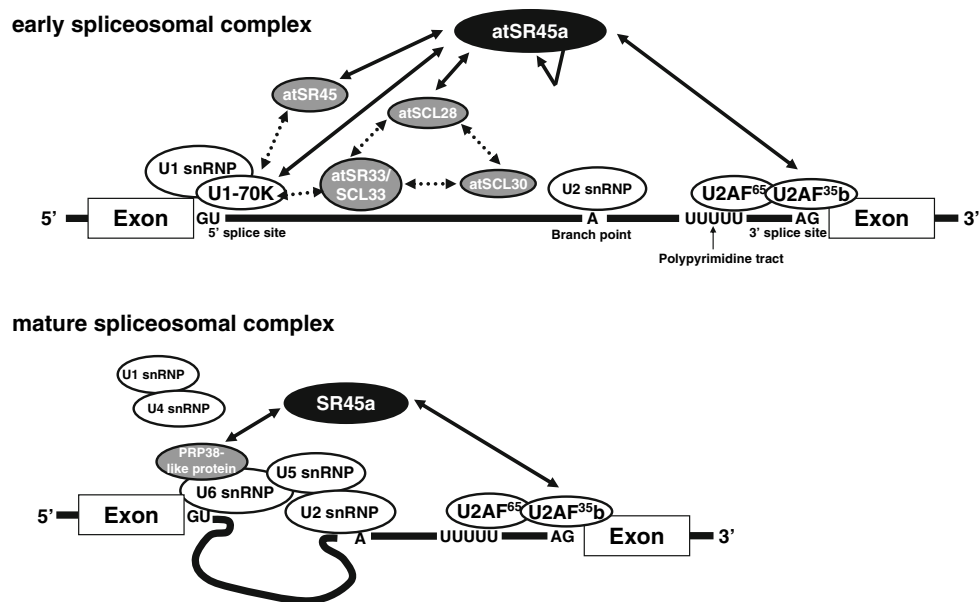 early spliceosomal complex
atSR45a
atSR45
atSCL28
U1 snRNP
U1-70K
atSR33/
SCL33
atSCL30
U2 snRNP
U2AF65
U2AF35b
5’
Exon
GU
A
UUUUU
AG
Exon
3’
5’ splice site
Branch point
3’ splice site
Polypyrimidine tract
mature spliceosomal complex
U1 snRNP
U4 snRNP
SR45a
PRP38-
like protein
U5 snRNP
U6 snRNP
U2 snRNP
U2AF65
U2AF35b
5’
Exon
GU
A
UUUUU
AG
Exon
3’